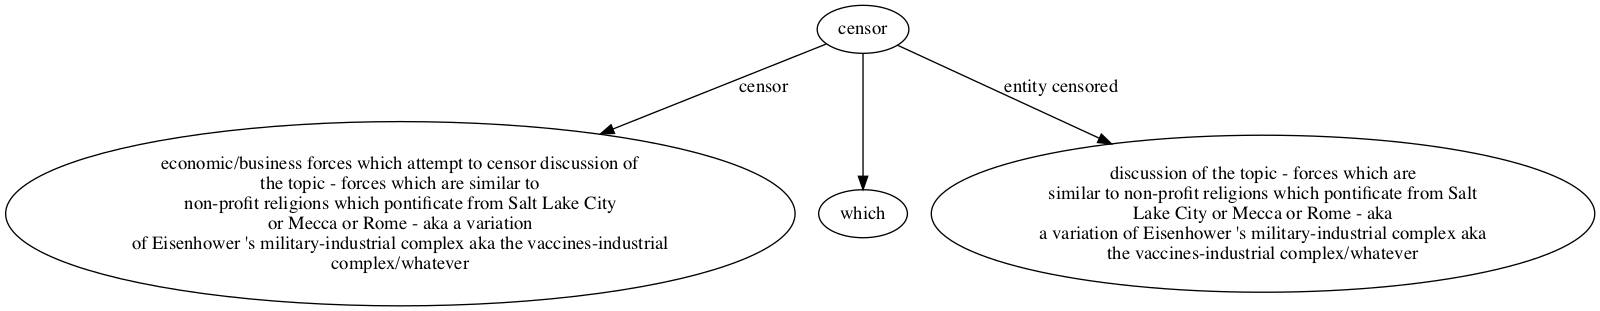 censor
censor
entity censored
economic/business forces which attempt to censor discussion of
the topic - forces which are similar to
non-profit religions which pontificate from Salt Lake City
or Mecca or Rome - aka a variation
of Eisenhower 's military-industrial complex aka the vaccines-industrial
complex/whatever
which
discussion of the topic - forces which are
similar to non-profit religions which pontificate from Salt
Lake City or Mecca or Rome - aka
a variation of Eisenhower 's military-industrial complex aka
the vaccines-industrial complex/whatever